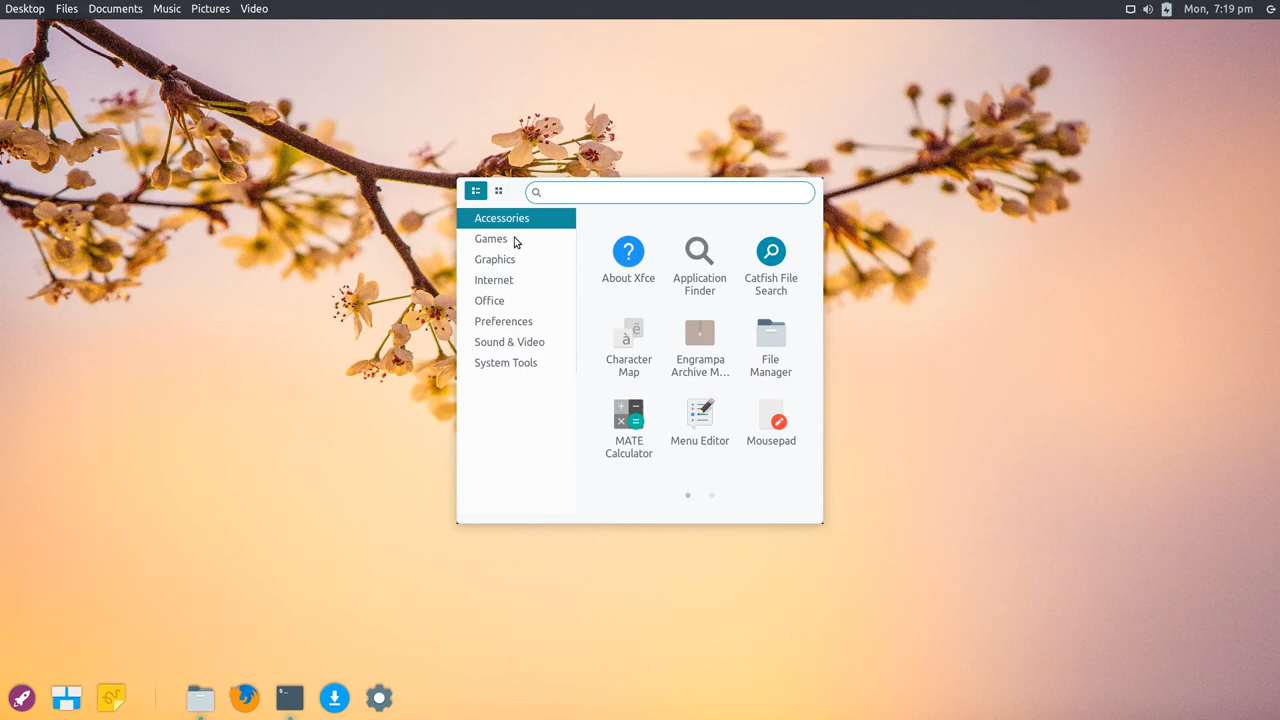 Desktop Files Documents Music Pictures Video Mon, 7:19 pm
Accessories
Games
Graphics
Internet
Office
Preferences
Sound & Video
System Tools
About Xfce
Application
Finder
Catfish File
Search
Character
Map
Engrampa
Archive M...
File
Manager
MATE
Calculator
Menu Editor
Mousepad